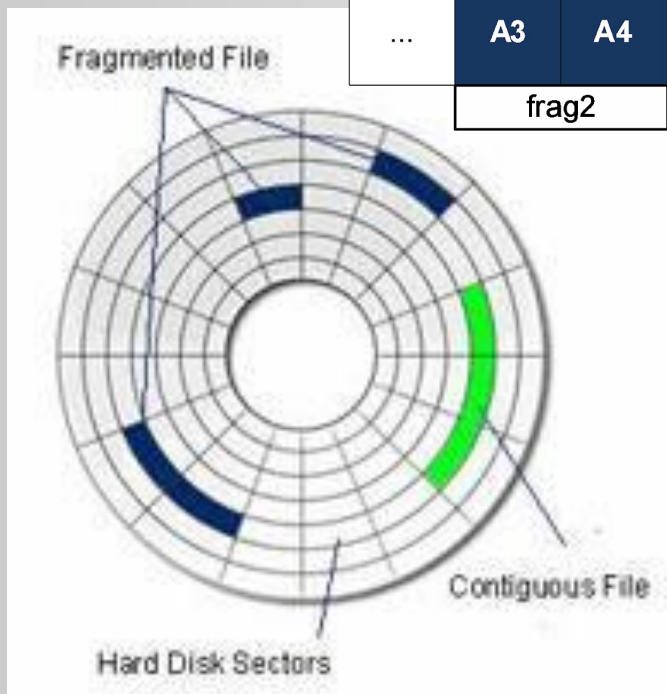 ... A3 A4
frag2
Fragmented File
Contiguous File
Hard Disk Sectors